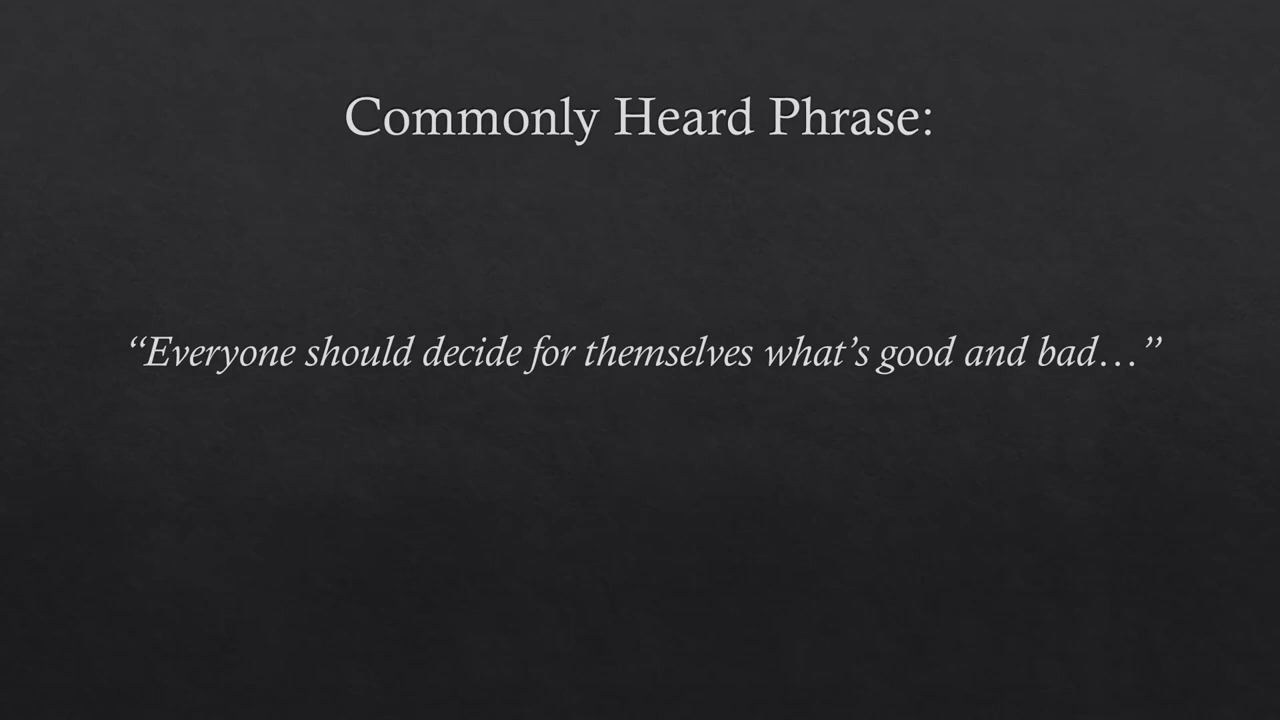 Commonly Heard Phrase:
“Everyone should decide for themselves what’s good and bad…”